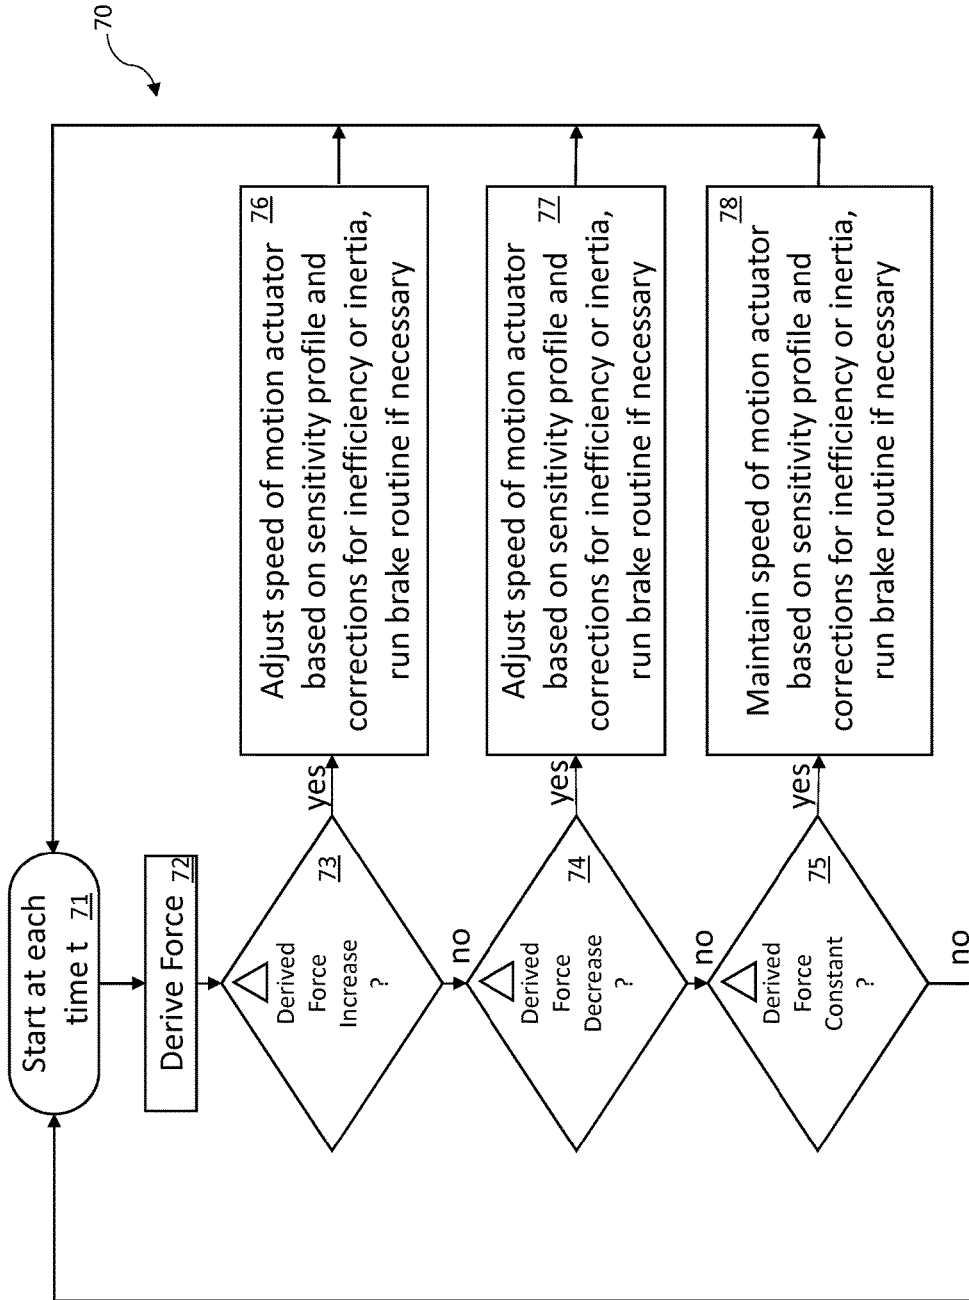 70
Start at each
time t 71
Derive Force 72
73
Derived
Force
Increase
?
yes
no
76
Adjust speed of motion actuator
based on sensitivity profile and
corrections for inefficiency or inertia,
run brake routine if necessary
74
Derived
Force
Decrease
?
yes
no
Adjust speed of motion actuator
based on sensitivity profile and 77
corrections for inefficiency or inertia,
run brake routine if necessary
75
Derived
Force
Constant
?
yes
no
78
Maintain speed of motion actuator
based on sensitivity profile and
corrections for inefficiency or inertia,
run brake routine if necessary